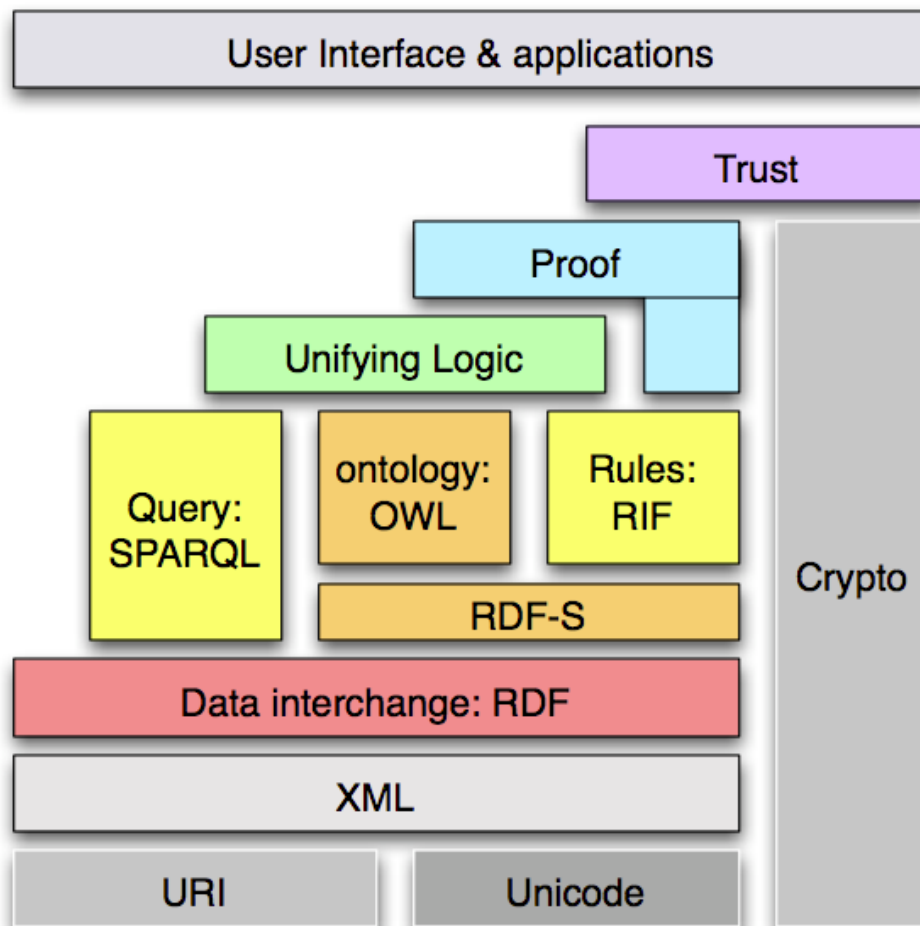 User Interface & applications
Trust
Proof
Unifying Logic
Query:
SPARQL
ontology:
OWL
Rules:
RIF
Crypto
RDF-S
Data interchange: RDF
XML
URI
Unicode